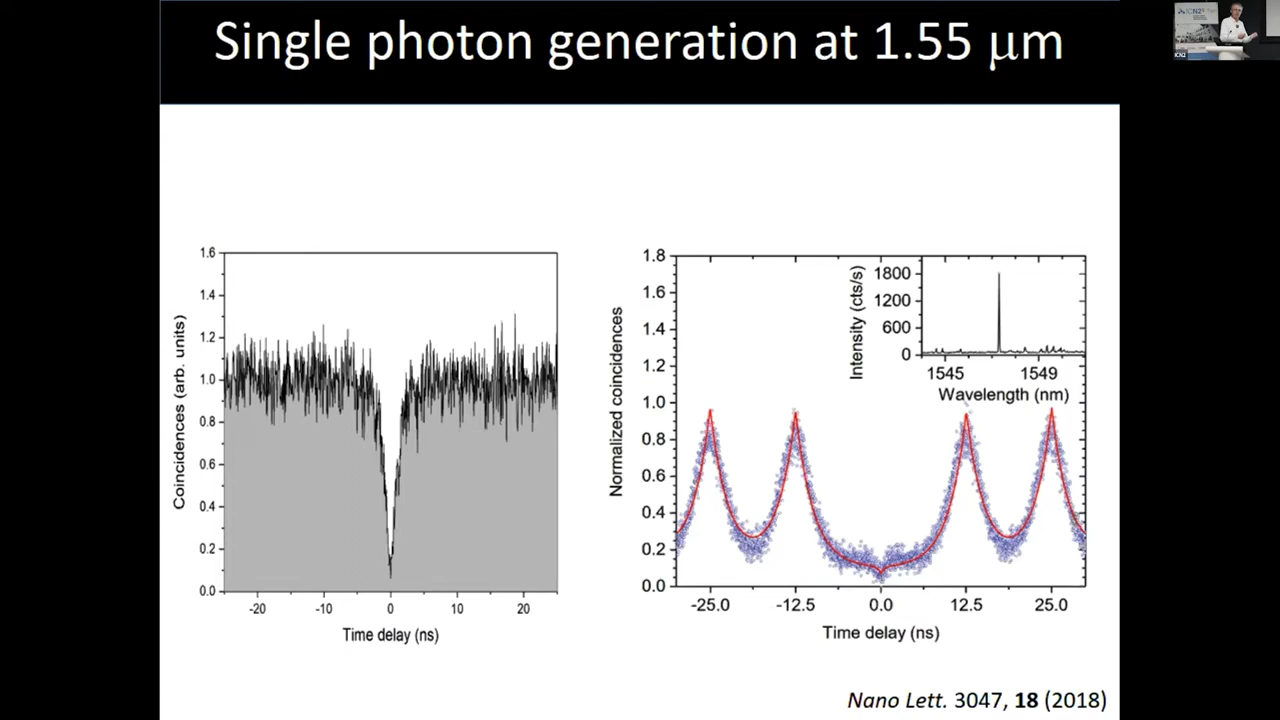 Single photon generation at 1.55 μm
ICN2
1.6
1.4
1.2
1.0
0.8
0.6
0.4
0.2
0.0
Coincidences (arb. units)
-20 -10 0 10 20
Time delay (ns)
1.8
1.6
1.4
1.2
1.0
0.8
0.6
0.4
0.2
0.0
Normalized coincidences
-25.0 -12.5 0.0 12.5 25.0
Time delay (ns)
1800
1200
600
0
Intensity (cts/s)
1545 1549
Wavelength (nm)
Nano Lett. 3047, 18 (2018)